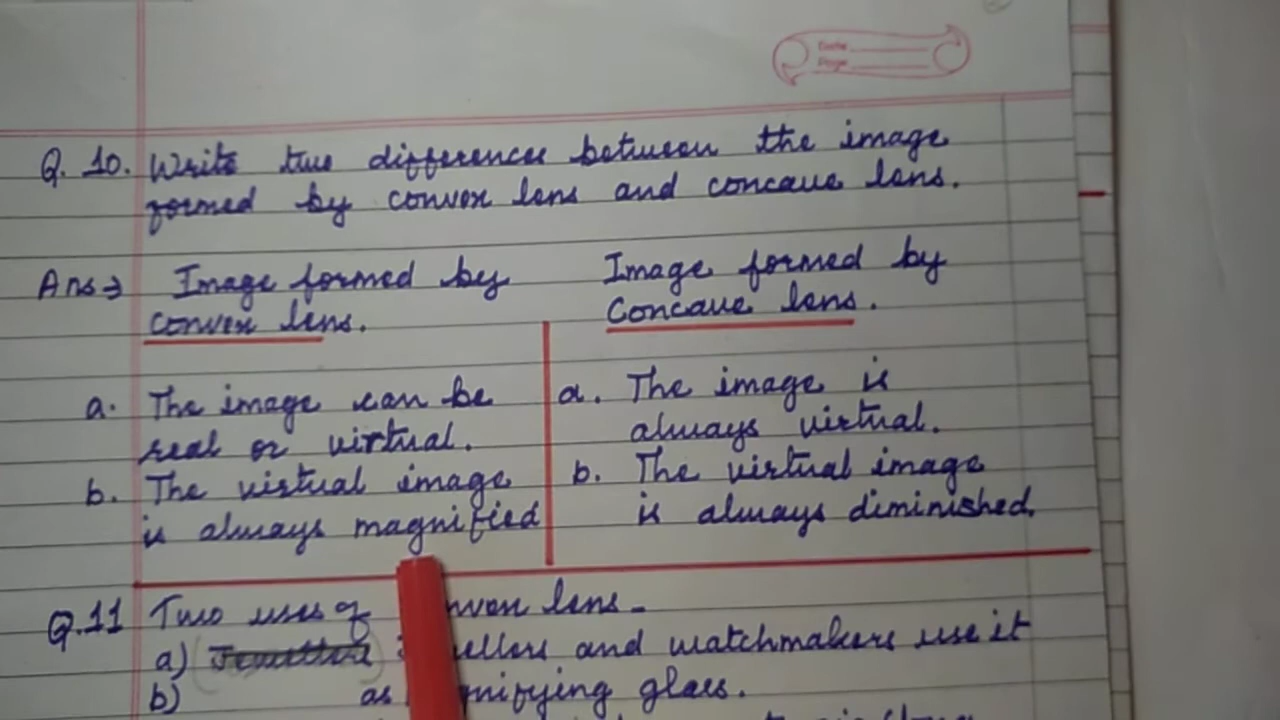 Date
Page
Q. 10. Write two differences between the image
formed by convex lens and concave lens.
Ans→ Image formed by
convex lens.
Image formed by
Concave lens.
a. The image can be
real or virtual.
b. The virtual image
is always magnified
a. The image is
always virtual.
b. The virtual image
is always diminished.
Q.11 Two uses of lens-
a) and watchmakers use it
b) as glass.